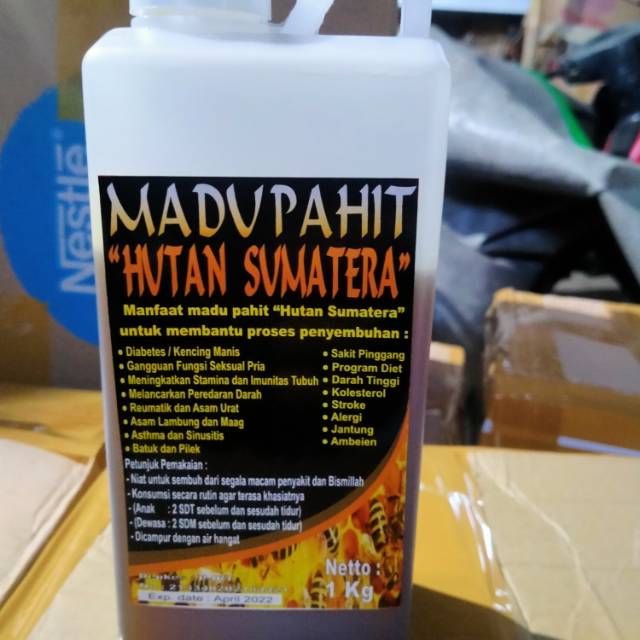 Nestlé
MADU PAHIT
"HUTAN SUMATERA"
Manfaat madu pahit "Hutan Sumatera"
untuk membantu proses penyembuhan :
• Diabetes / Kencing Manis
• Gangguan Fungsi Seksual Pria
• Meningkatkan Stamina dan Imunitas Tubuh
• Melancarkan Peredaran Darah
• Reumatik dan Asam Urat
• Asam Lambung dan Maag
• Asthma dan Sinusitis
• Batuk dan Pilek
• Sakit Pinggang
• Program Diet
• Darah Tinggi
• Kolesterol
• Stroke
• Alergi
• Jantung
• Ambeien
Petunjuk Pemakaian :
- Niat untuk sembuh dari segala macam penyakit dan Bismillah
- Konsumsi secara rutin agar terasa khasiatnya
- (Anak : 2 SDT sebelum dan sesudah tidur)
- (Dewasa : 2 SDM sebelum dan sesudah tidur)
- Dicampur dengan air hangat
Netto :
1 Kg
Exp. date : April 2022